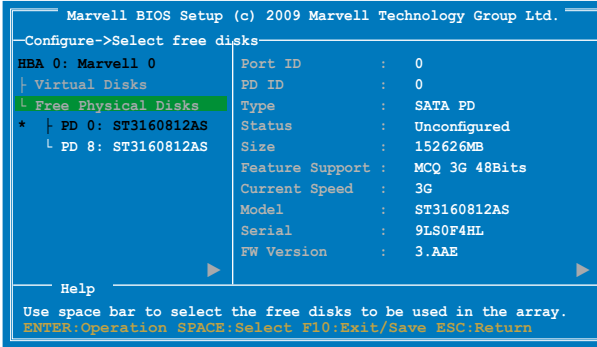 Marvell BIOS Setup (c) 2009 Marvell Technology Group Ltd.
Configure->Select free disks
HBA 0: Marvell 0
Virtual Disks
Free Physical Disks
* PD 0: ST3160812AS
PD 8: ST3160812AS
Port ID : 0
PD ID : 0
Type : SATA PD
Status : Unconfigured
Size : 152626MB
Feature Support : MCQ 3G 48Bits
Current Speed : 3G
Model : ST3160812AS
Serial : 9LS0F4HL
FW Version : 3.AAE
Help
Use space bar to select the free disks to be used in the array.
ENTER:Operation SPACE:Select F10:Exit/Save ESC:Return